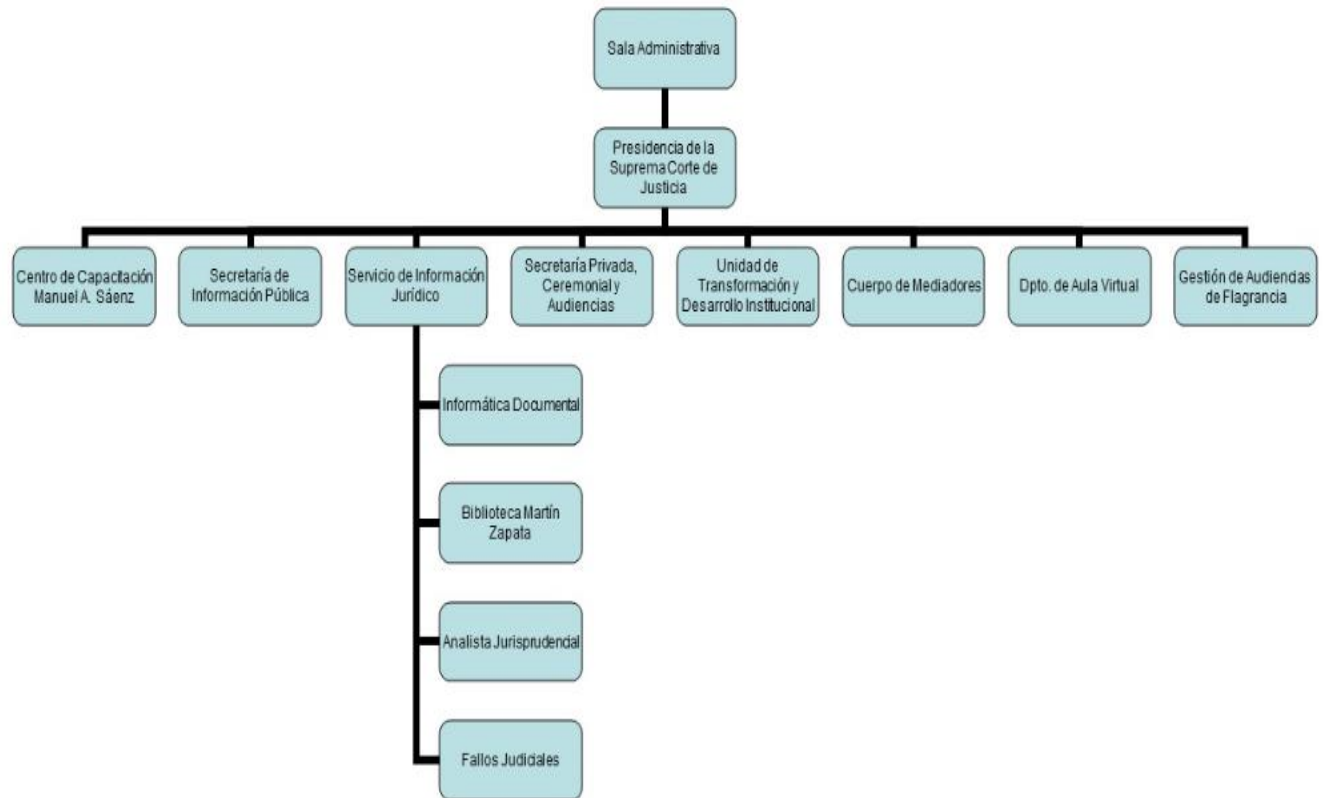 Sala Administrativa
Presidencia de la
Suprema Corte de
Justicia
Centro de Capacitación
Manuel A. Sáenz
Secretaría de
Información Pública
Servicio de Información
Jurídico
Secretaría Privada,
Ceremonial y
Audiencias
Unidad de
Transformación y
Desarrollo Institucional
Cuerpo de Mediadores
Dpto. de Aula Virtual
Gestión de Audiencias
de Flagrancia
Informática Documental
Biblioteca Martín
Zapata
Analista Jurisprudencial
Fallos Judiciales